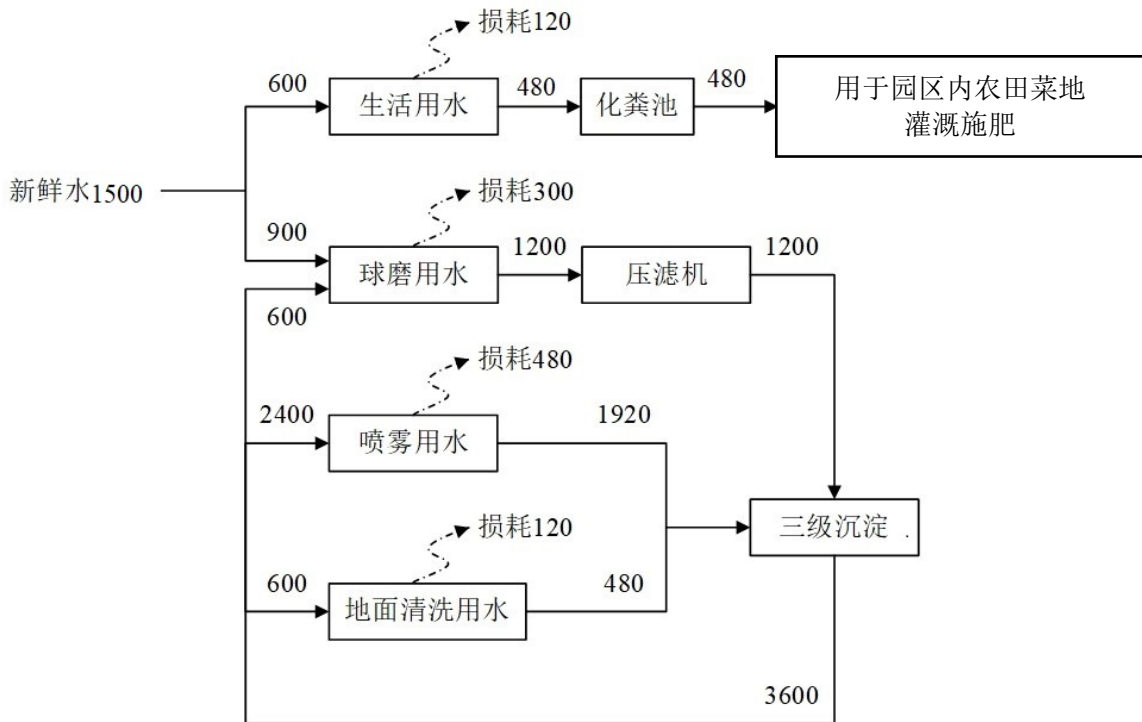 损耗120
600
生活用水
480
化粪池
480
用于园区内农田菜地
灌溉施肥
新鲜水1500
损耗300
900
球磨用水
1200
压滤机
1200
600
损耗480
2400
喷雾用水
1920
损耗120
三级沉淀
600
地面清洗用水
480
3600